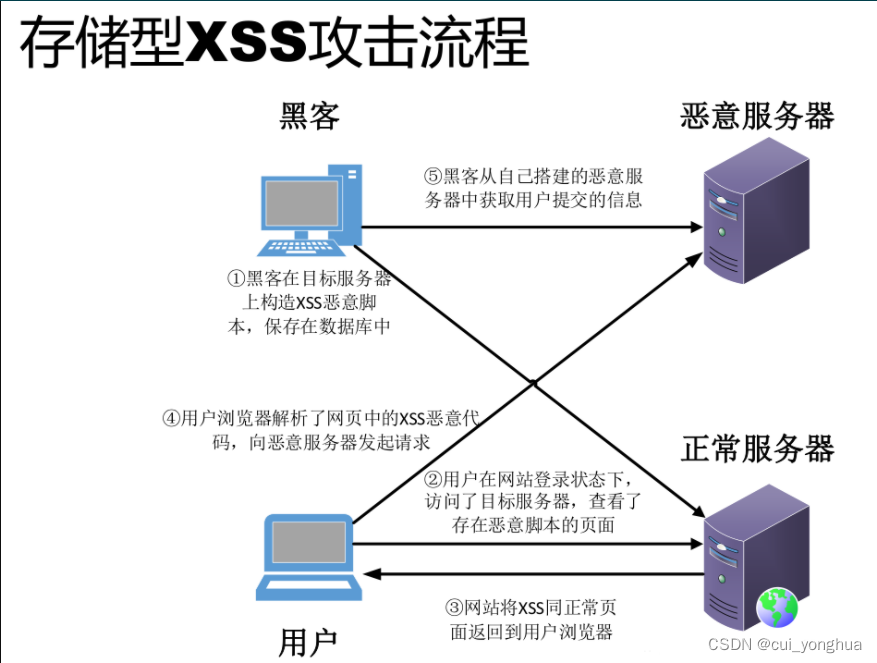 存储型XSS攻击流程
黑客
恶意服务器
⑤黑客从自己搭建的恶意服
务器中获取用户提交的信息
①黑客在目标服务器
上构造XSS恶意脚
本，保存在数据库中
④用户浏览器解析了网页中的XSS恶意代
码，向恶意服务器发起请求
正常服务器
②用户在网站登录状态下，
访问了目标服务器，查看了
存在恶意脚本的页面
③网站将XSS同正常页
面返回到用户浏览器
用户
CSDN @cui_yonghua